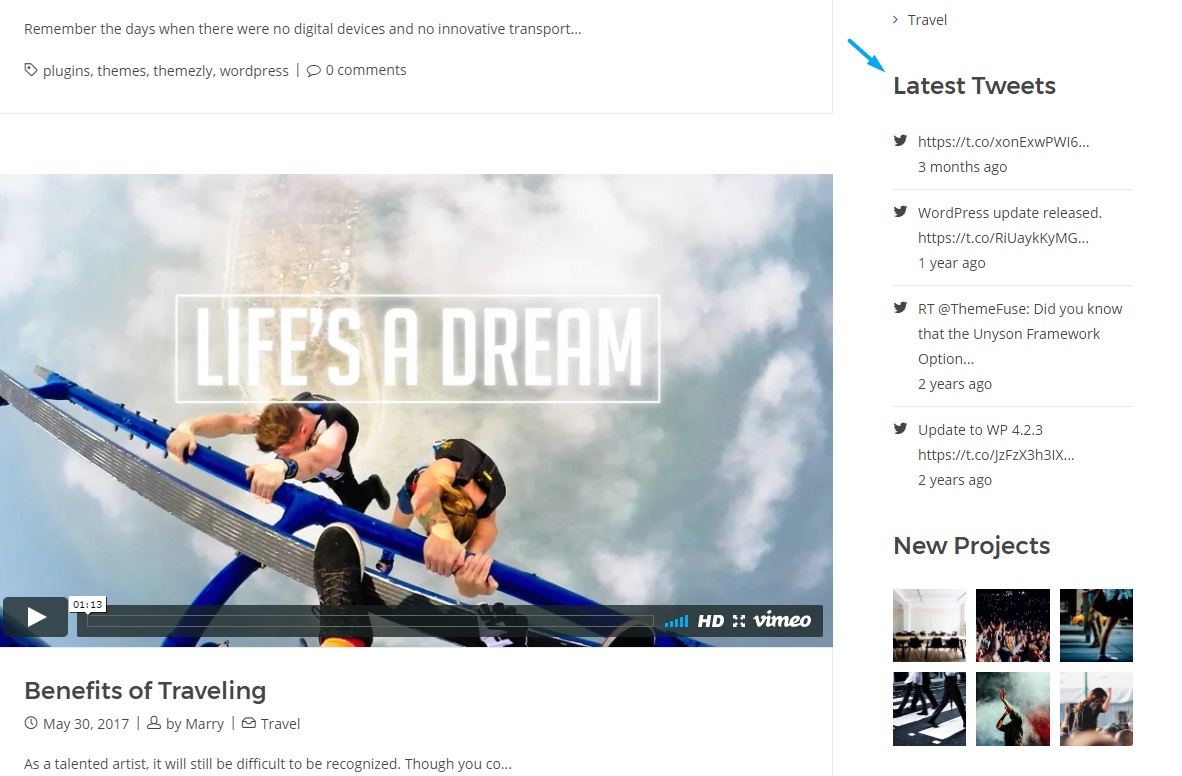 Remember the days when there were no digital devices and no innovative transport...
plugins, themes, themezly, wordpress | 0 comments
LIFE'S A DREAM
01:13
HD vimeo
Benefits of Traveling
May 30, 2017 | by Marry | Travel
As a talented artist, it will still be difficult to be recognized. Though you co...
Travel
Latest Tweets
https://t.co/xonExwPWI6...
3 months ago
WordPress update released.
https://t.co/RiUaykKyMG...
1 year ago
RT @ThemeFuse: Did you know
that the Unyson Framework
Option...
2 years ago
Update to WP 4.2.3
https://t.co/JzFzX3h3IX...
2 years ago
New Projects